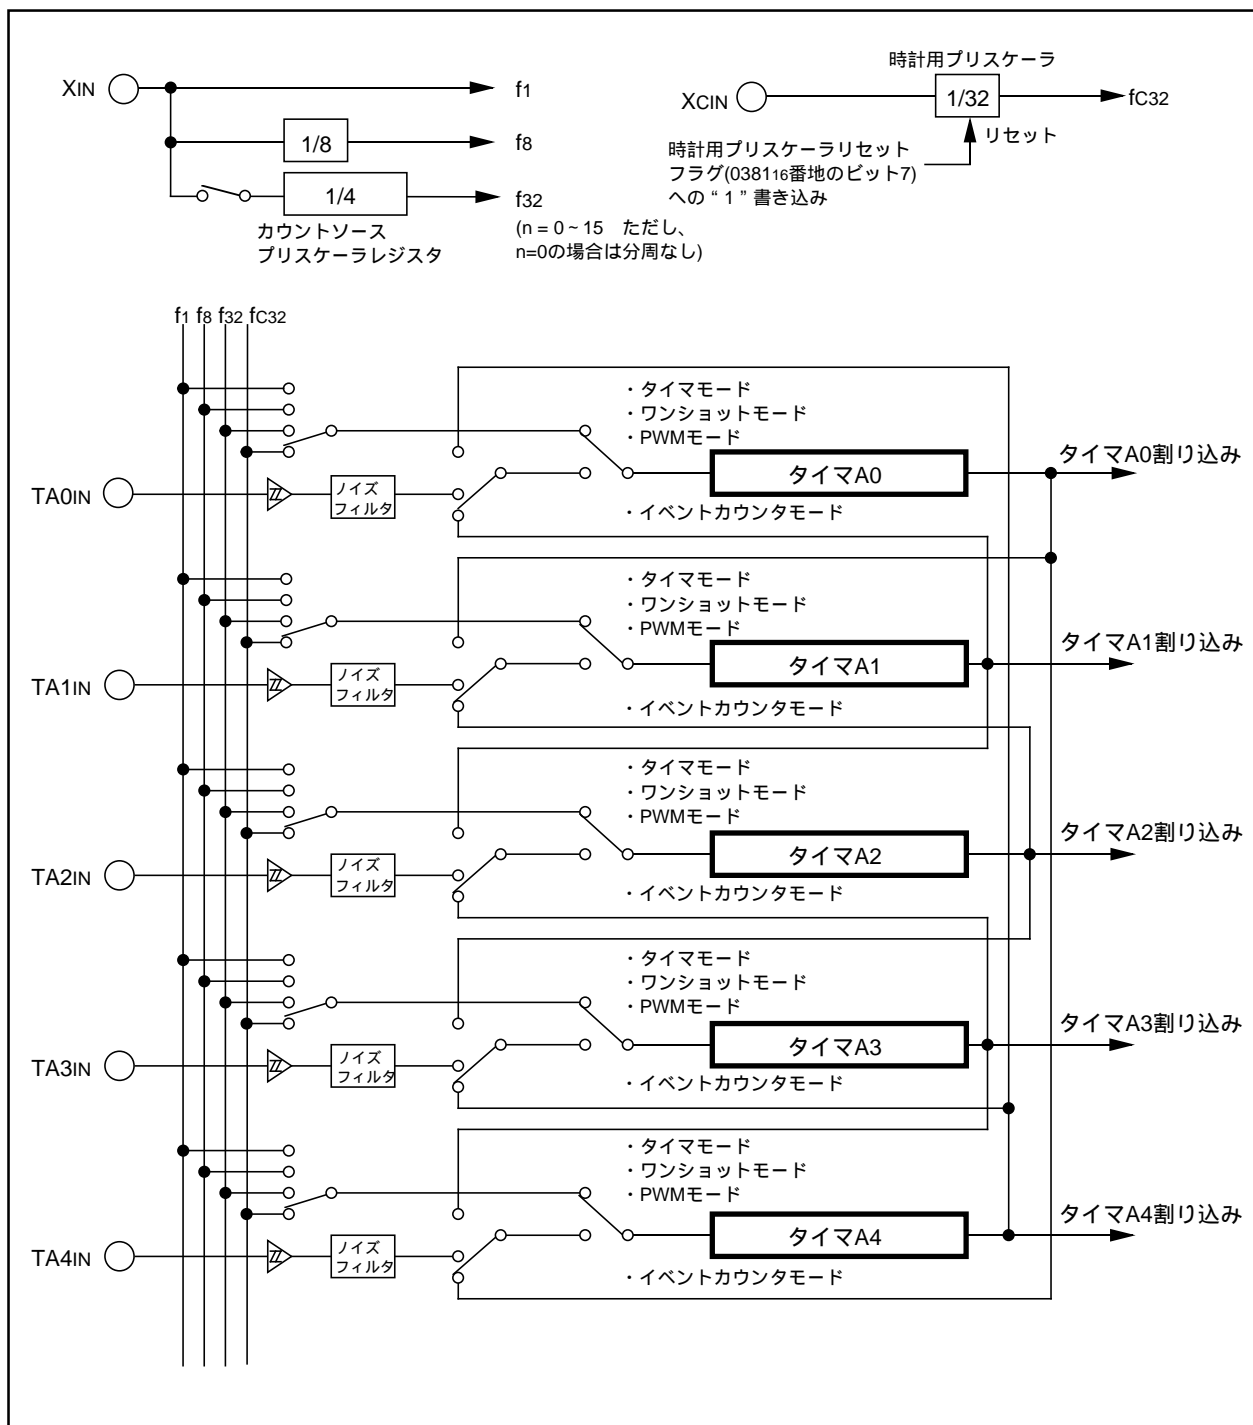 XIN
f1
1/8
f8
1/4
f32
カウントソース
プリスケーラレジスタ
(n = 0 ~ 15 ただし、
n=0の場合は分周なし)
時計用プリスケーラ
XCIN
1/32
fC32
リセット
時計用プリスケーラリセット
フラグ(038116番地のビット7)
への “ 1 ” 書き込み
f1 f8 f32 fC32
・タイマモード
・ワンショットモード
・PWMモード
タイマA0割り込み
タイマA0
TA0IN
ノイズ
フィルタ
・イベントカウンタモード
・タイマモード
・ワンショットモード
・PWMモード
タイマA1割り込み
タイマA1
TA1IN
ノイズ
フィルタ
・イベントカウンタモード
・タイマモード
・ワンショットモード
・PWMモード
タイマA2割り込み
タイマA2
TA2IN
ノイズ
フィルタ
・イベントカウンタモード
・タイマモード
・ワンショットモード
・PWMモード
タイマA3割り込み
タイマA3
TA3IN
ノイズ
フィルタ
・イベントカウンタモード
・タイマモード
・ワンショットモード
・PWMモード
タイマA4割り込み
タイマA4
TA4IN
ノイズ
フィルタ
・イベントカウンタモード